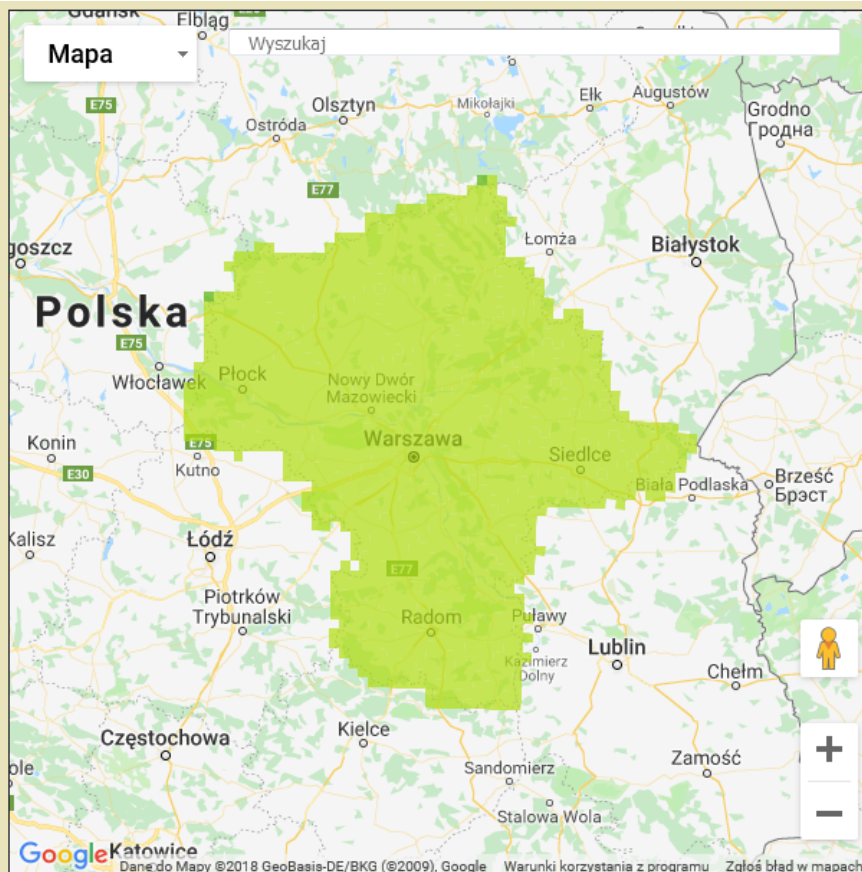 Gdańsk
Elbląg
Mapa
Wyszukaj
E75
Olsztyn
Mikołajki
Ełk
Augustów
Ostróda
Grodno
Гродна
E77
goszcz
Łomża
Białystok
Polska
E75
Włocławek
Płock
Nowy Dwór
Mazowiecki
Konin
E75
Warszawa
Siedlce
E30
Kutno
Biała Podlaska
Brześć
Брэст
Kalisz
Łódź
E77
Piotrków
Trybunalski
Radom
Puławy
Kazimierz
Dolny
Lublin
Chełm
Kielce
Częstochowa
Sandomierz
Zamość
ole
Stalowa Wola
Google
Katowice
Dane do Mapy ©2018 GeoBasis-DE/BKG (©2009), Google
Warunki korzystania z programu
Zgłoś błąd w mapach